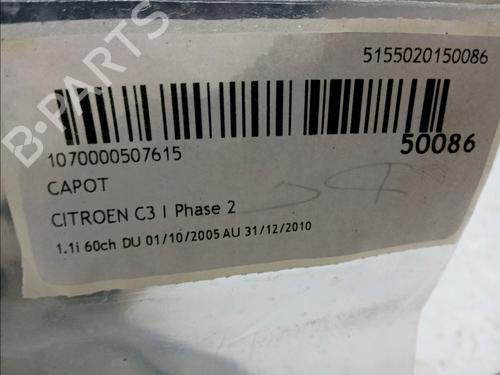 5155020150086
1070000507615
50086
CAPOT
CITROEN C3 I Phase 2
1.1i 60ch DU 01/10/2005 AU 31/12/2010
B-PARTS